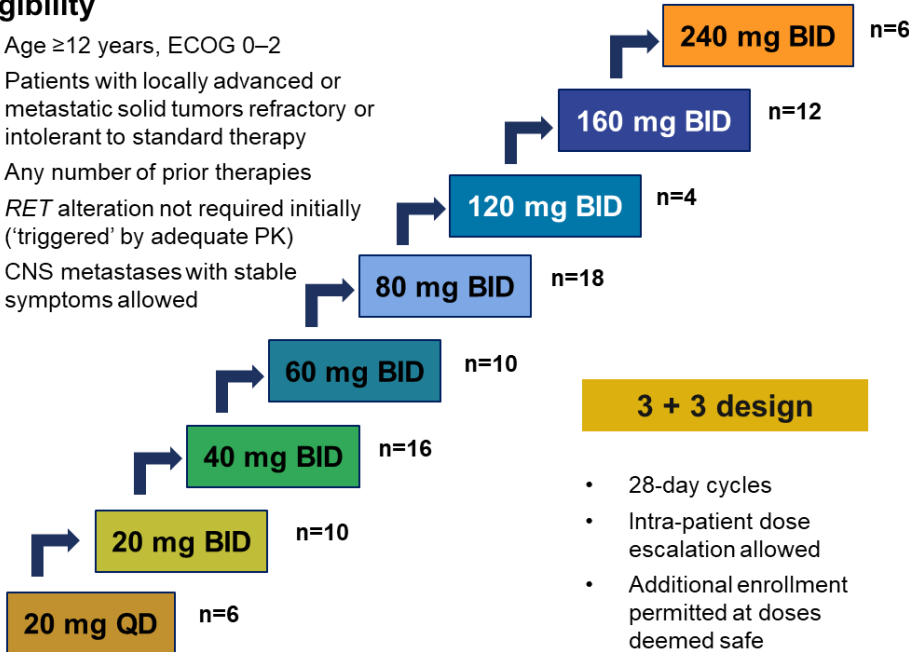 gibility
Age ≥12 years, ECOG 0–2
Patients with locally advanced or
metastatic solid tumors refractory or
intolerant to standard therapy
Any number of prior therapies
RET alteration not required initially
(‘triggered’ by adequate PK)
CNS metastases with stable
symptoms allowed
240 mg BID n=6
160 mg BID n=12
120 mg BID n=4
80 mg BID n=18
60 mg BID n=10
40 mg BID n=16
20 mg BID n=10
20 mg QD n=6
3 + 3 design
• 28-day cycles
• Intra-patient dose
escalation allowed
• Additional enrollment
permitted at doses
deemed safe